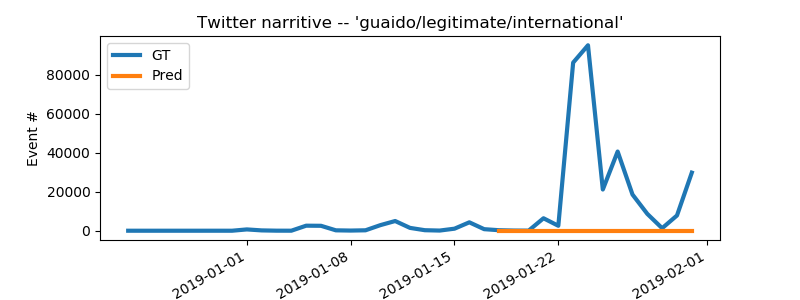 Twitter narritive -- 'guaido/legitimate/international'
GT
Pred
Event #
80000
60000
40000
20000
0
2019-01-01
2019-01-08
2019-01-15
2019-01-22
2019-02-01